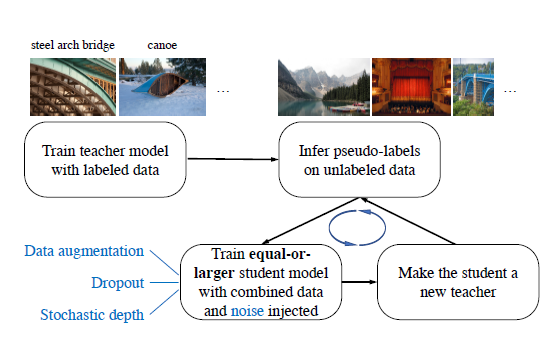 steel arch bridge
canoe
...
...
Train teacher model
with labeled data
Infer pseudo-labels
on unlabeled data
Data augmentation
Dropout
Stochastic depth
Train equal-or-
larger student model
with combined data
and noise injected
Make the student a
new teacher